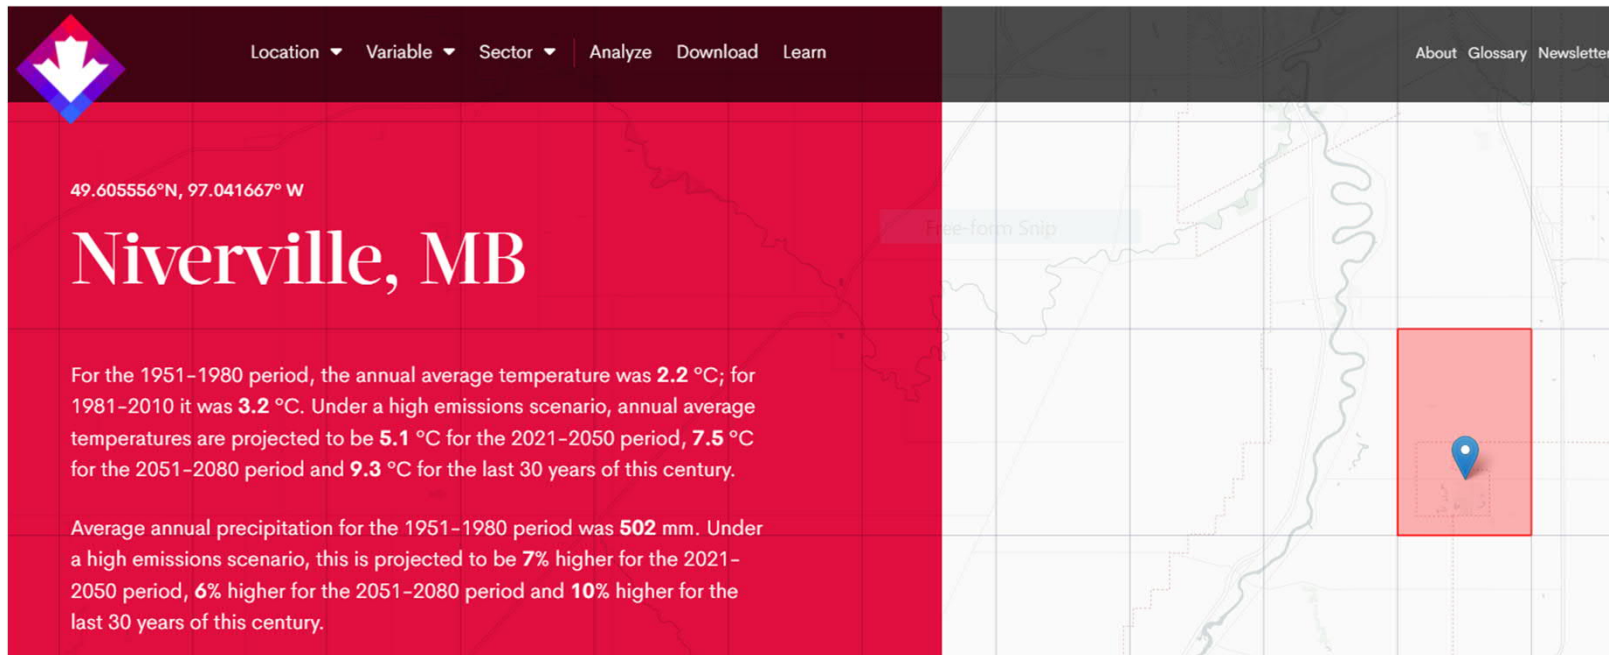 Location Variable Sector Analyze Download Learn About Glossary Newsletter
49.605556°N, 97.041667° W
Free-form Snip
Niverville, MB
For the 1951-1980 period, the annual average temperature was 2.2 °C; for
1981-2010 it was 3.2 °C. Under a high emissions scenario, annual average
temperatures are projected to be 5.1 °C for the 2021-2050 period, 7.5 °C
for the 2051-2080 period and 9.3 °C for the last 30 years of this century.
Average annual precipitation for the 1951-1980 period was 502 mm. Under
a high emissions scenario, this is projected to be 7% higher for the 2021-
2050 period, 6% higher for the 2051-2080 period and 10% higher for the
last 30 years of this century.